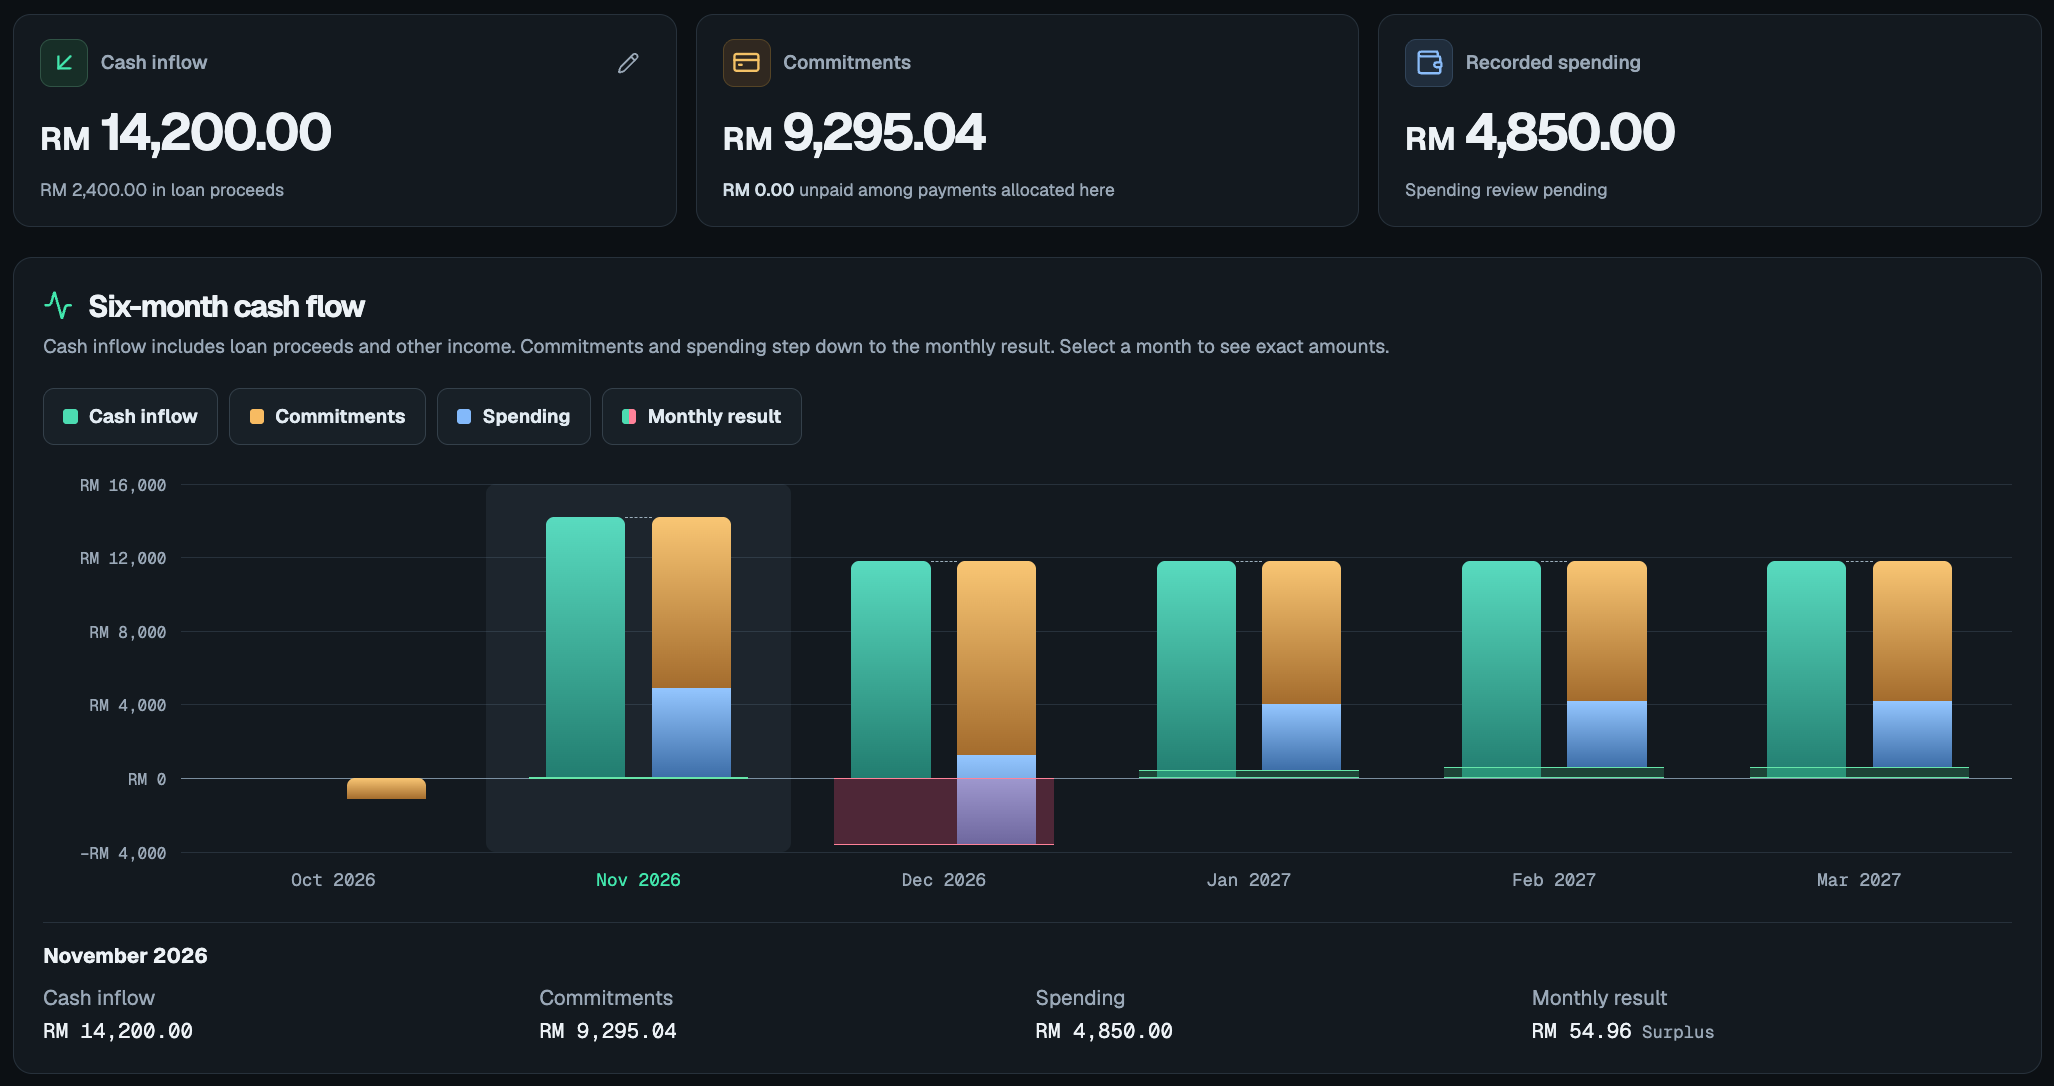 Cash inflow
RM 14,200.00
RM 2,400.00 in loan proceeds
Commitments
RM 9,295.04
RM 0.00 unpaid among payments allocated here
Recorded spending
RM 4,850.00
Spending review pending
Six-month cash flow
Cash inflow includes loan proceeds and other income. Commitments and spending step down to the monthly result. Select a month to see exact amounts.
Cash inflow
Commitments
Spending
Monthly result
RM 16,000
RM 12,000
RM 8,000
RM 4,000
RM 0
−RM 4,000
Oct 2026
Nov 2026
Dec 2026
Jan 2027
Feb 2027
Mar 2027
November 2026
Cash inflow
RM 14,200.00
Commitments
RM 9,295.04
Spending
RM 4,850.00
Monthly result
RM 54.96 Surplus